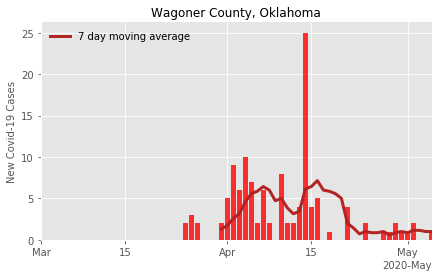 Wagoner County, Oklahoma
7 day moving average
New Covid-19 Cases
25
20
15
10
5
0
Mar
15
Apr
15
May
2020-May